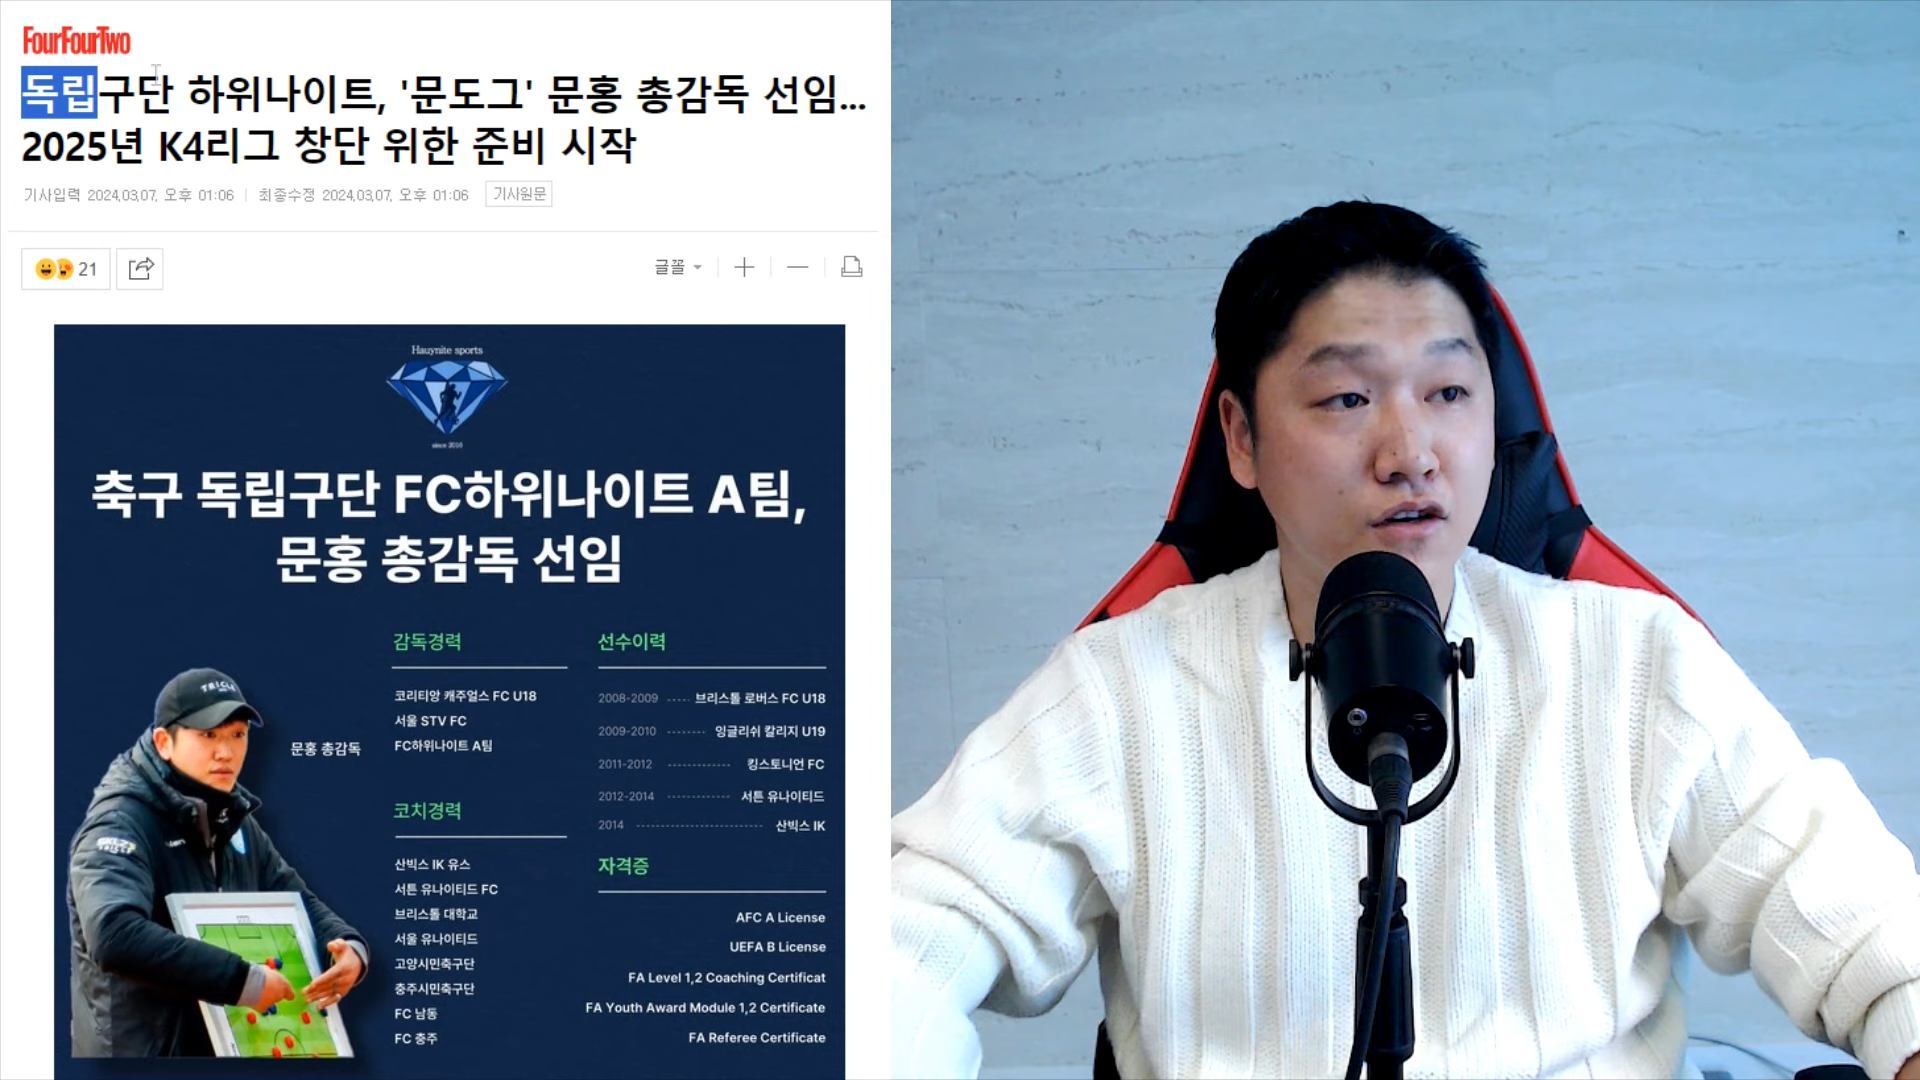 FourFourTwo
독립구단 하위나이트, '문도그' 문홍 총감독 선임...
2025년 K4리그 창단 위한 준비 시작
기사입력 2024.03.07. 오후 01:06 최종수정 2024.03.07. 오후 01:06 기사원문
21
글꼴
Hauynite sports
since 2016
축구 독립구단 FC하위나이트 A팀,
문홍 총감독 선임
문홍 총감독
감독경력
코리티앙 캐주얼스 FC U18
서울 STV FC
FC하위나이트 A팀
코치경력
산빅스 IK 유스
서튼 유나이티드 FC
브리스톨 대학교
서울 유나이티드
고양시민축구단
충주시민축구단
FC 남동
FC 충주
선수이력
2008-2009 ----- 브리스톨 로버스 FC U18
2009-2010 -------- 잉글리쉬 칼리지 U19
2011-2012 ------------- 킹스토니언 FC
2012-2014 ------------- 서튼 유나이티드
2014 -------------------------- 산빅스 IK
자격증
AFC A License
UEFA B License
FA Level 1,2 Coaching Certificat
FA Youth Award Module 1,2 Certificate
FA Referee Certificate